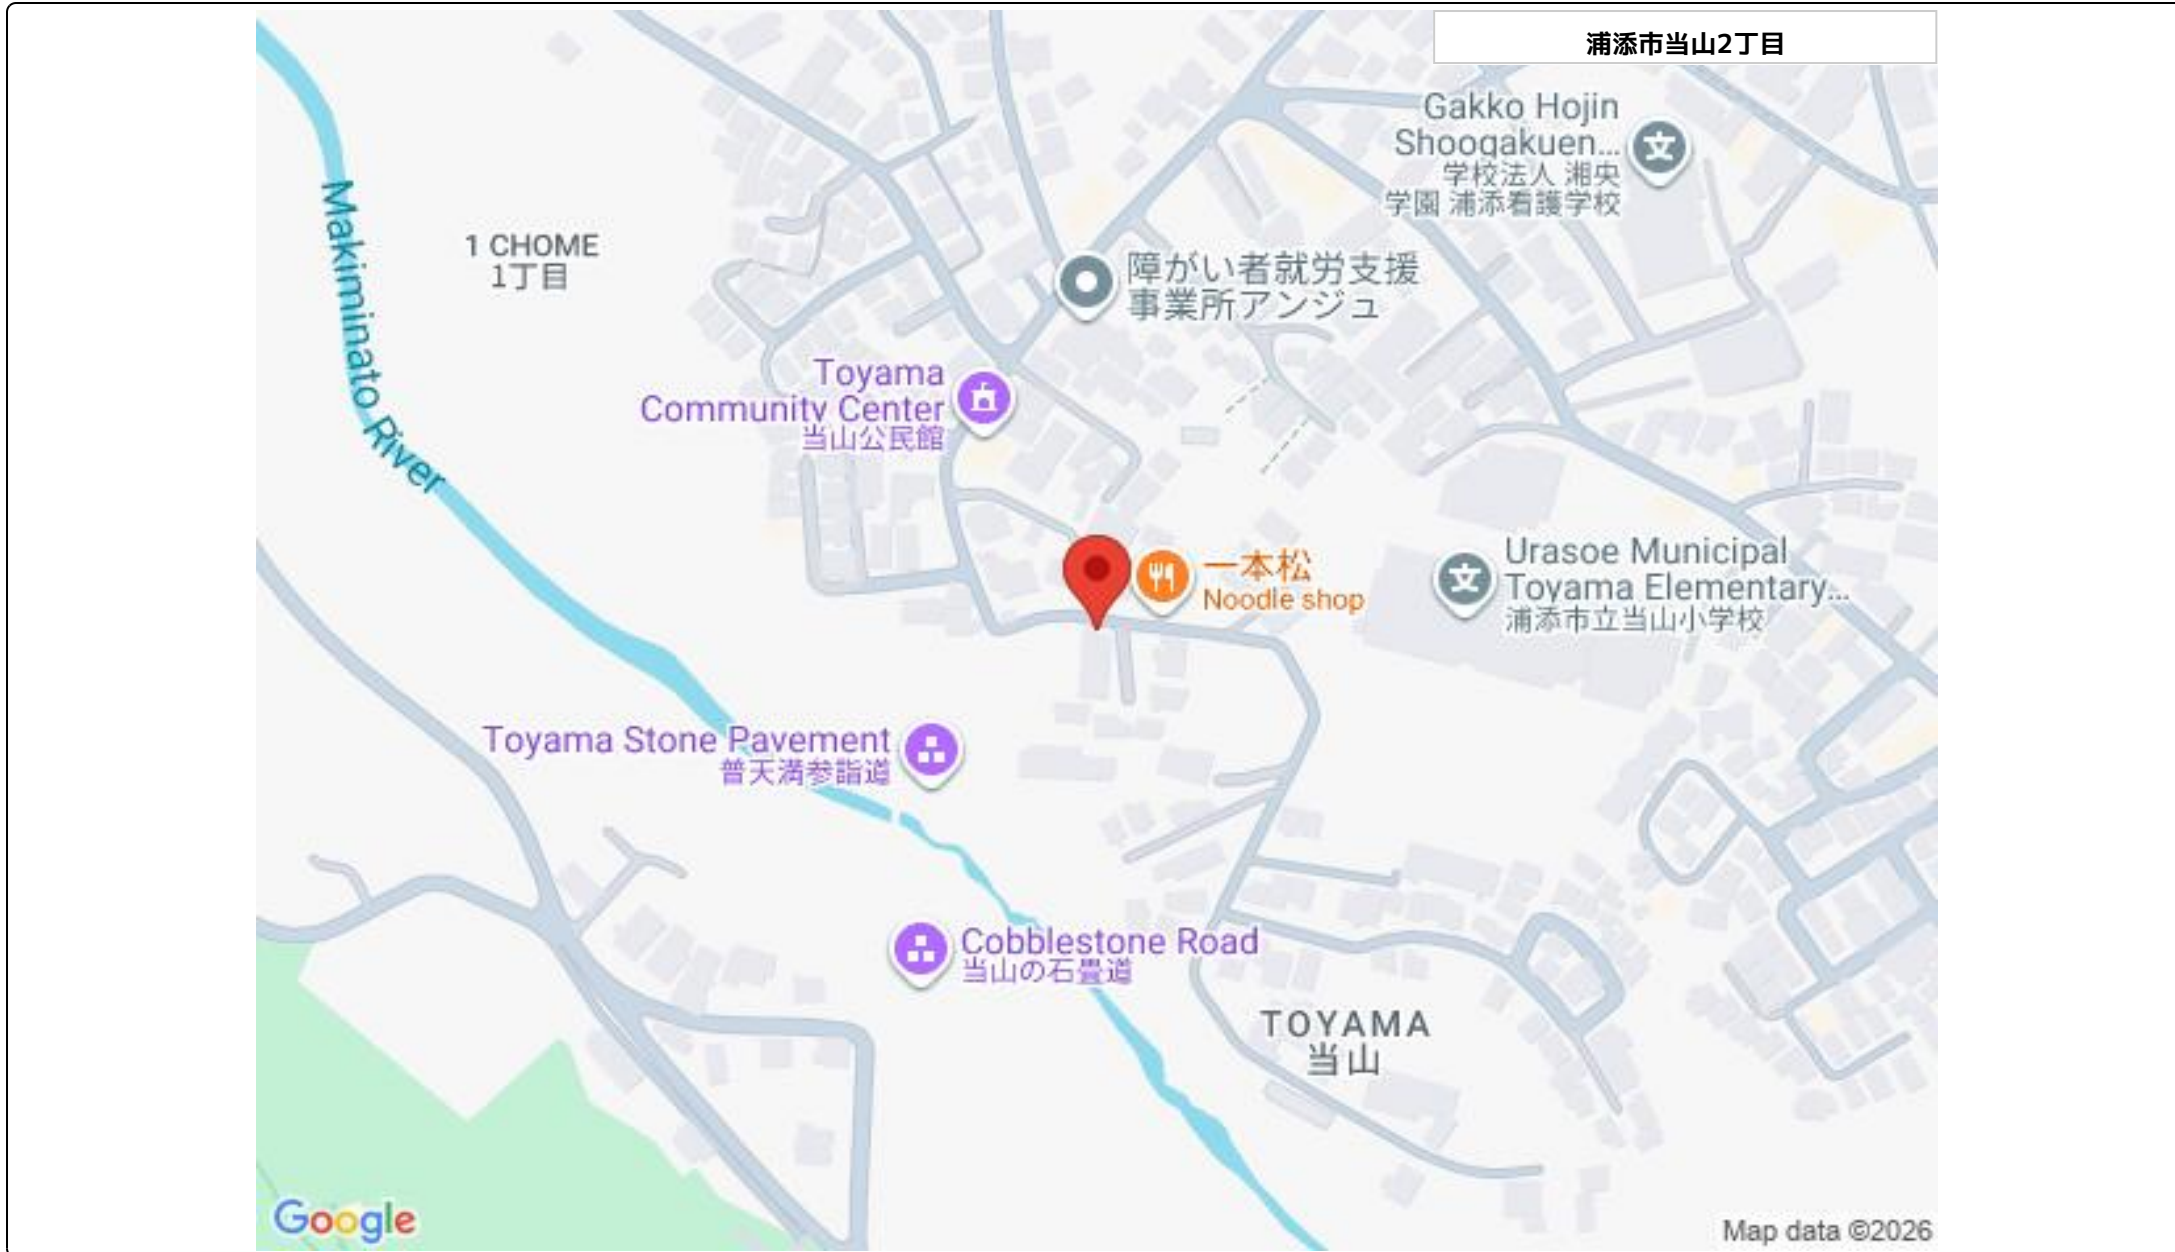 浦添市当山2丁目
Gakko Hojin
Shoogakuen...
学校法人 湘央
学園 浦添看護学校
Makiminato River
1 CHOME
1丁目
障がい者就労支援
事業所アンジュ
Toyama
Community Center
当山公民館
一本松
Noodle shop
Urasoe Municipal
Toyama Elementary...
浦添市立当山小学校
Toyama Stone Pavement
普天満参詣道
Cobblestone Road
当山の石畳道
TOYAMA
当山
Google
Map data ©2026